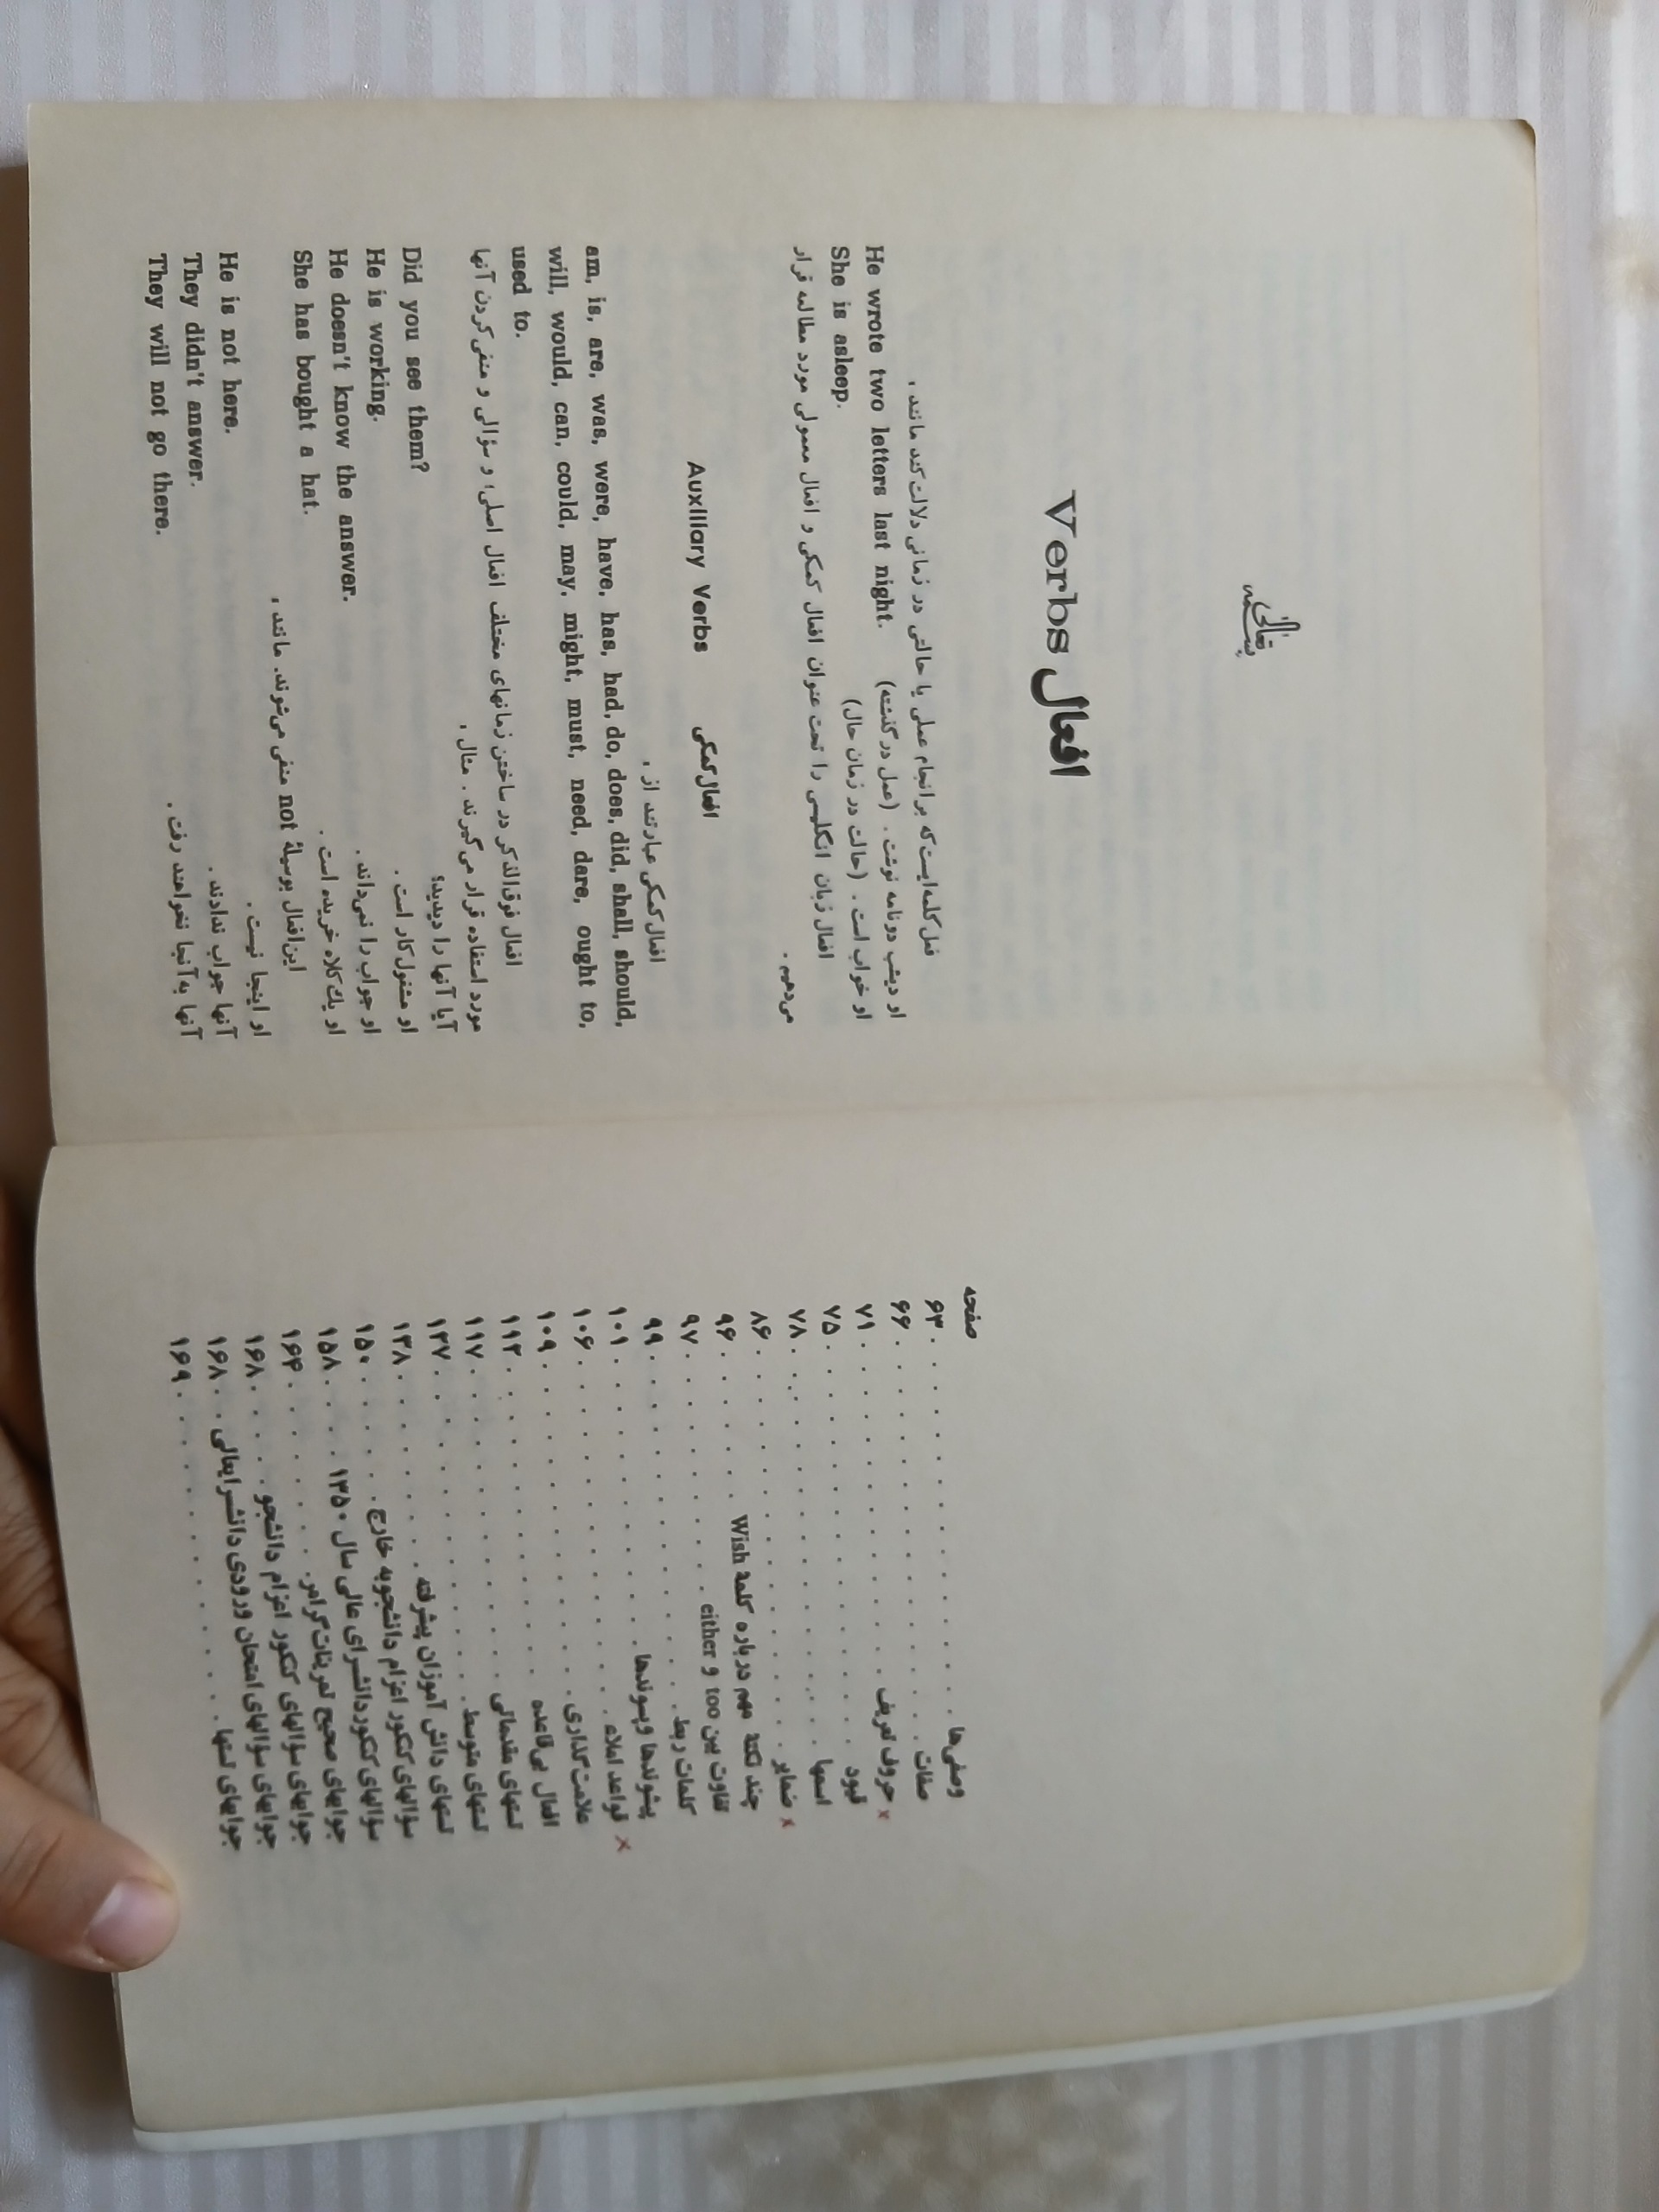 صفحه
وصفی‌ها . . . . . . . . . . . ۶۳
صفات . . . . . . . . . . . ۶۶
x حروف تعریف . . . . . . . . . . ۷۱
قیود . . . . . . . . . . . ۷۵
اسمها . . . . . . . . . . . ۷۸
x ضمایر . . . . . . . . . . . ۸۶
چند نکتهٔ مهم درباره کلمهٔ Wish . . . . . ۹۶
تفاوت بین too و either . . . . . . . ۹۷
کلمات ربط . . . . . . . . . . ۹۹
پیشوندها و پسوندها . . . . . . . . ۱۰۱
x قواعد املاء . . . . . . . . . . ۱۰۶
علامت گذاری . . . . . . . . . . ۱۰۹
افعال بی‌قاعده . . . . . . . . . ۱۱۲
تستهای مقدماتی . . . . . . . . . ۱۱۷
تستهای متوسط . . . . . . . . . ۱۲۷
تستهای دانش آموزان پیشرفته . . . . . . ۱۳۸
سؤالهای کنکور اعزام دانشجو به خارج . . . . . ۱۵۰
سؤالهای کنکور دانشسرای عالی سال ۱۳۵۰ . . . . ۱۵۸
جوابهای صحیح تمرینات گرامر . . . . . . ۱۶۴
جوابهای سؤالهای کنکور اعزام دانشجو . . . . ۱۶۸
جوابهای سؤالهای امتحان ورودی دانشسرایعالی . . ۱۶۸
جوابهای تستها . . . . . . . . . ۱۶۹
بسمه تعالی
افعال Verbs
فعل کلمه‌ایست که بر انجام عملی یا حالتی در زمانی دلالت کند مانند .
He wrote two letters last night. او دیشب دو نامه نوشت . (عمل در گذشته)
She is asleep. او خواب است . (حالت در زمان حال)
افعال زبان انگلیسی را تحت عنوان افعال کمکی و افعال معمولی مورد مطالعه قرار
می‌دهیم .
Auxiliary Verbs افعال کمکی
افعال کمکی عبارتند از .
am, is, are, was, were, have, has, had, do, does, did, shall, should,
will, would, can, could, may, might, must, need, dare, ought to,
used to.
افعال فوق‌الذکر در ساختن زمانهای مختلف افعال اصلی؛ و سؤالی و منفی کردن آنها
مورد استفاده قرار می‌گیرند . مثال .
Did you see them? آیا آنها را دیدید؟
He is working. او مشغول کار است .
He doesn't know the answer. او جواب را نمی‌داند .
She has bought a hat. او یك کلاه خریده است .
این افعال بوسیلهٔ not منفی می‌شوند. مانند .
He is not here. او اینجا نیست .
They didn't answer. آنها جواب ندادند .
They will not go there. آنها به آنجا نخواهند رفت .